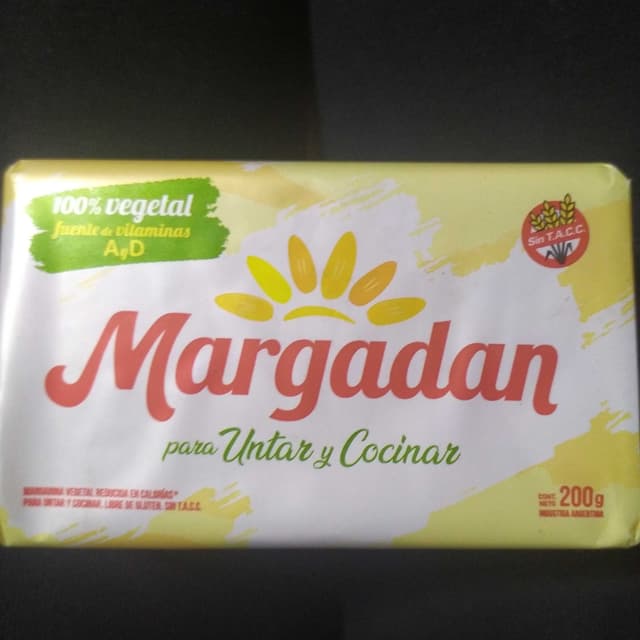 100% vegetal
fuente de vitaminas
A y D
Sin T.A.C.C.
Margadan
para Untar y Cocinar
MARGARINA VEGETAL REDUCIDA EN CALORÍAS*
PARA UNTAR Y COCINAR. LIBRE DE GLUTEN. SIN T.A.C.C.
CONT. NETO 200g
INDUSTRIA ARGENTINA